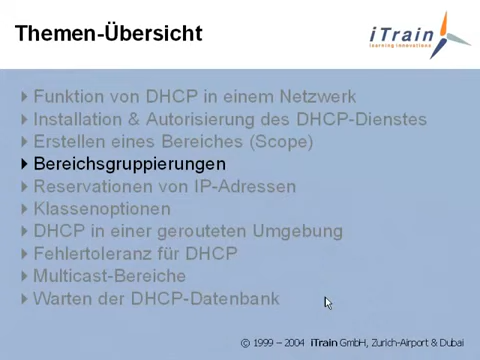 Themen-Übersicht
iTrain
learning innovations
Funktion von DHCP in einem Netzwerk
Installation & Autorisierung des DHCP-Dienstes
Erstellen eines Bereiches (Scope)
Bereichsgruppierungen
Reservationen von IP-Adressen
Klassenoptionen
DHCP in einer gerouteten Umgebung
Fehlertoleranz für DHCP
Multicast-Bereiche
Warten der DHCP-Datenbank
© 1999 – 2004 iTrain GmbH, Zurich-Airport & Dubai